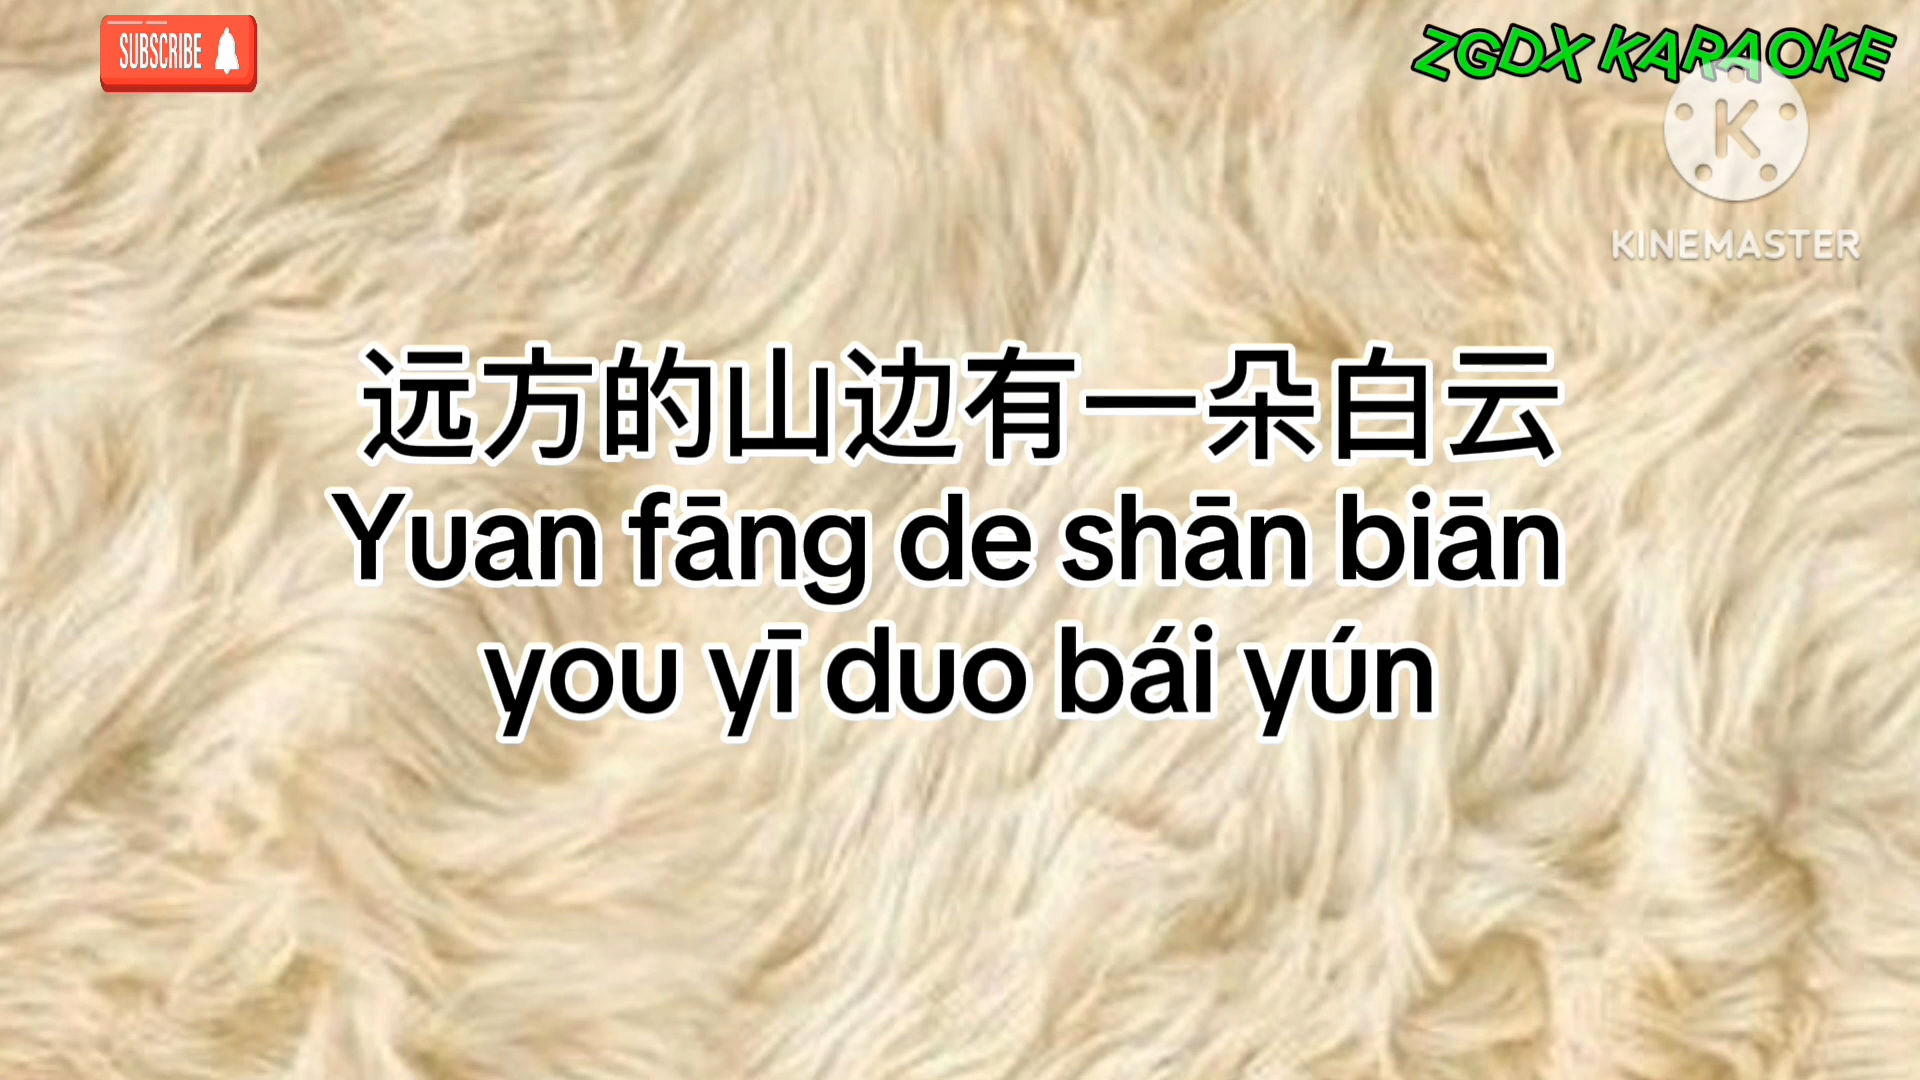 SUBSCRIBE
ZGDX KARAOKE
K
KINEMASTER
远方的山边有一朵白云
Yuan fāng de shān biān
you yī duo bái yún